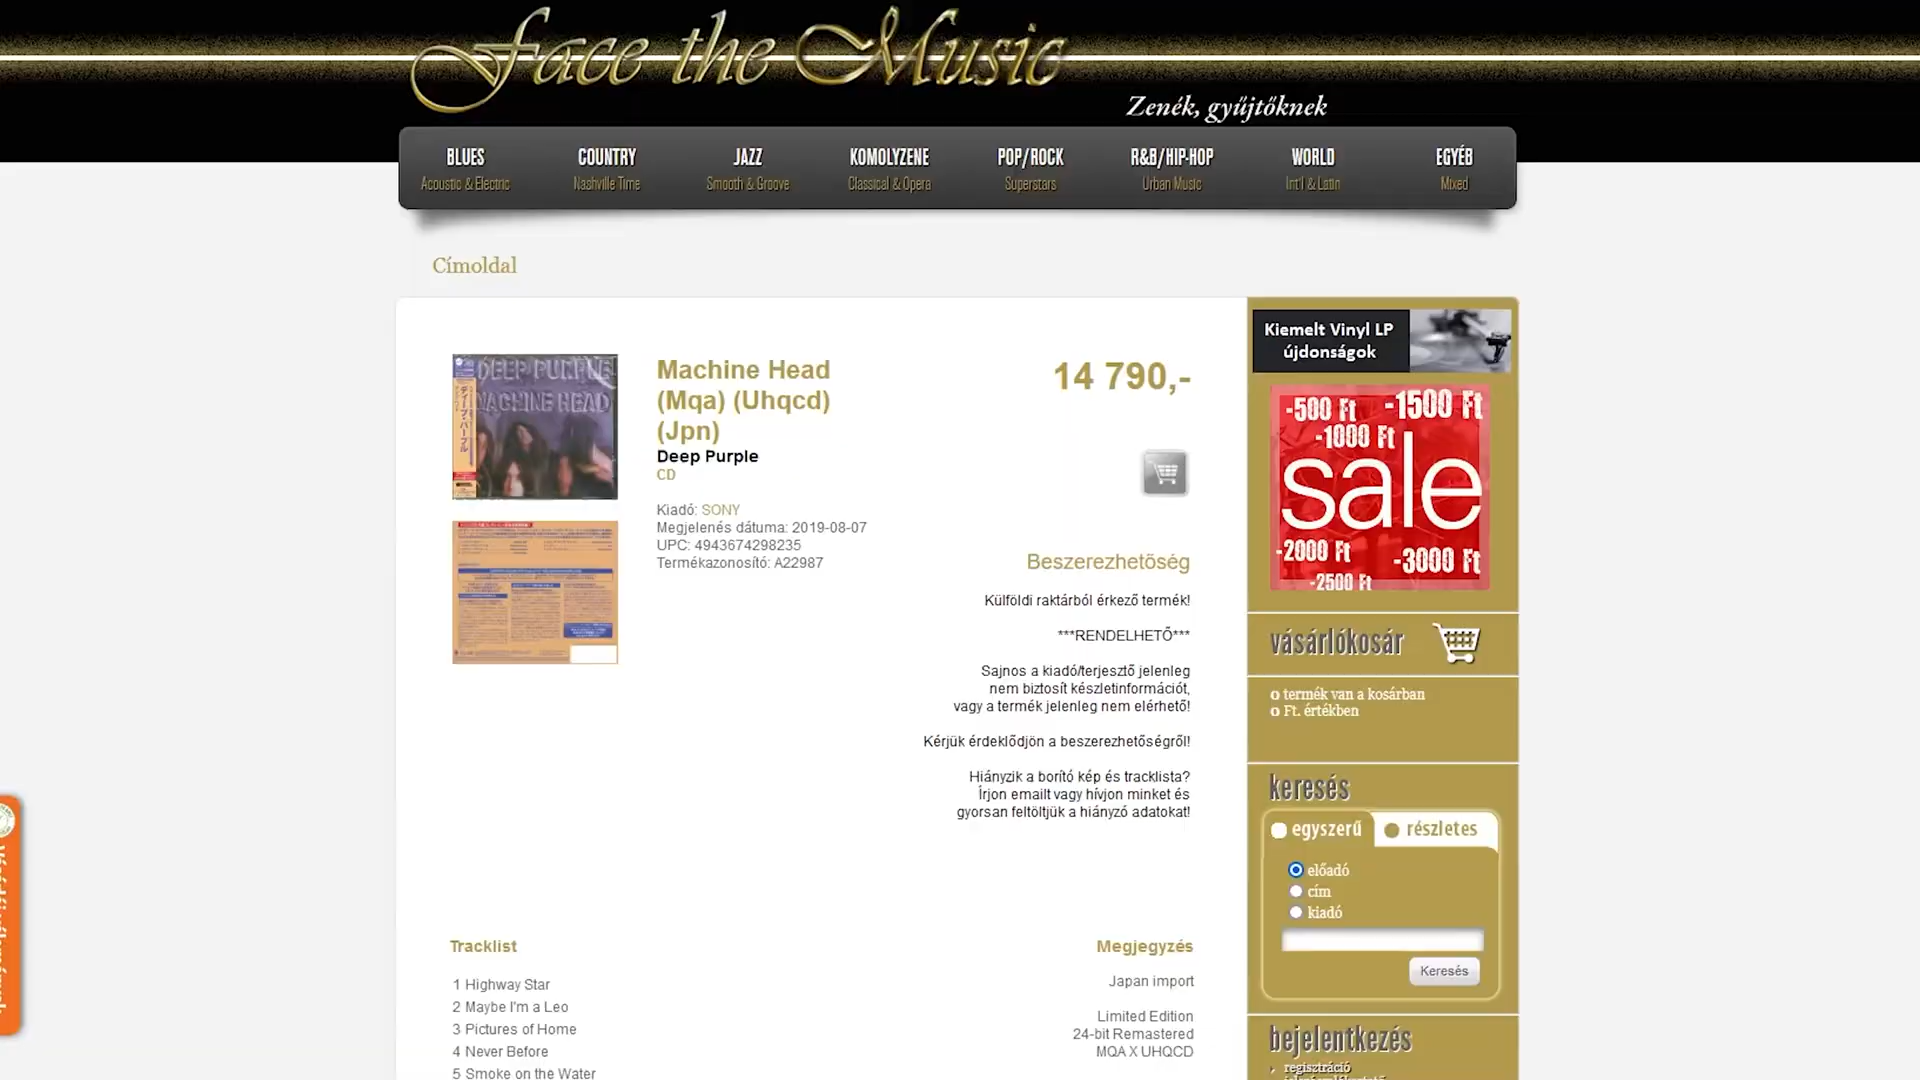 Face the Music
Zenék, gyűjtőknek
BLUES
Acoustic & Electric
COUNTRY
Nashville Time
JAZZ
Smooth & Groove
KOMOLYZENE
Classical & Opera
POP/ROCK
Superstars
R&B/HIP-HOP
Urban Music
WORLD
Int'l & Latin
EGYÉB
Mixed
Címoldal
DEEP PURPLE
MACHINE HEAD
Machine Head
(Mqa) (Uhqcd)
(Jpn)
Deep Purple
CD
Kiadó: SONY
Megjelenés dátuma: 2019-08-07
UPC: 4943674298235
Termékazonosító: A22987
14 790,-
Beszerezhetőség
Külföldi raktárból érkező termék!
***RENDELHETŐ***
Sajnos a kiadó/terjesztő jelenleg
nem biztosít készletinformációt,
vagy a termék jelenleg nem elérhető!
Kérjük érdeklődjön a beszerezhetőségről!
Hiányzik a borító kép és tracklista?
Írjon emailt vagy hívjon minket és
gyorsan feltöltjük a hiányzó adatokat!
Tracklist
1 Highway Star
2 Maybe I'm a Leo
3 Pictures of Home
4 Never Before
5 Smoke on the Water
Megjegyzés
Japan import
Limited Edition
24-bit Remastered
MQA X UHQCD
Kiemelt Vinyl LP
újdonságok
-500 Ft -1500 Ft
-1000 Ft
sale
-2000 Ft -3000 Ft
-2500 Ft
vásárlókosár
0 termék van a kosárban
0 Ft. értékben
keresés
egyszerű
részletes
előadó
cím
kiadó
Keresés
bejelentkezés
regisztráció